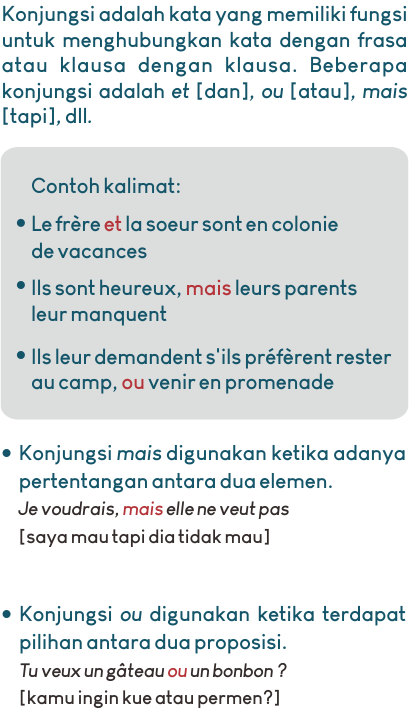 Konjungsi adalah kata yang memiliki fungsi
untuk menghubungkan kata dengan frasa
atau klausa dengan klausa. Beberapa
konjungsi adalah et [dan], ou [atau], mais
[tapi], dll.
Contoh kalimat:
• Le frère et la soeur sont en colonie
de vacances
• Ils sont heureux, mais leurs parents
leur manquent
• Ils leur demandent s'ils préfèrent rester
au camp, ou venir en promenade
• Konjungsi mais digunakan ketika adanya
pertentangan antara dua elemen.
Je voudrais, mais elle ne veut pas
[saya mau tapi dia tidak mau]
• Konjungsi ou digunakan ketika terdapat
pilihan antara dua proposisi.
Tu veux un gâteau ou un bonbon ?
[kamu ingin kue atau permen?]